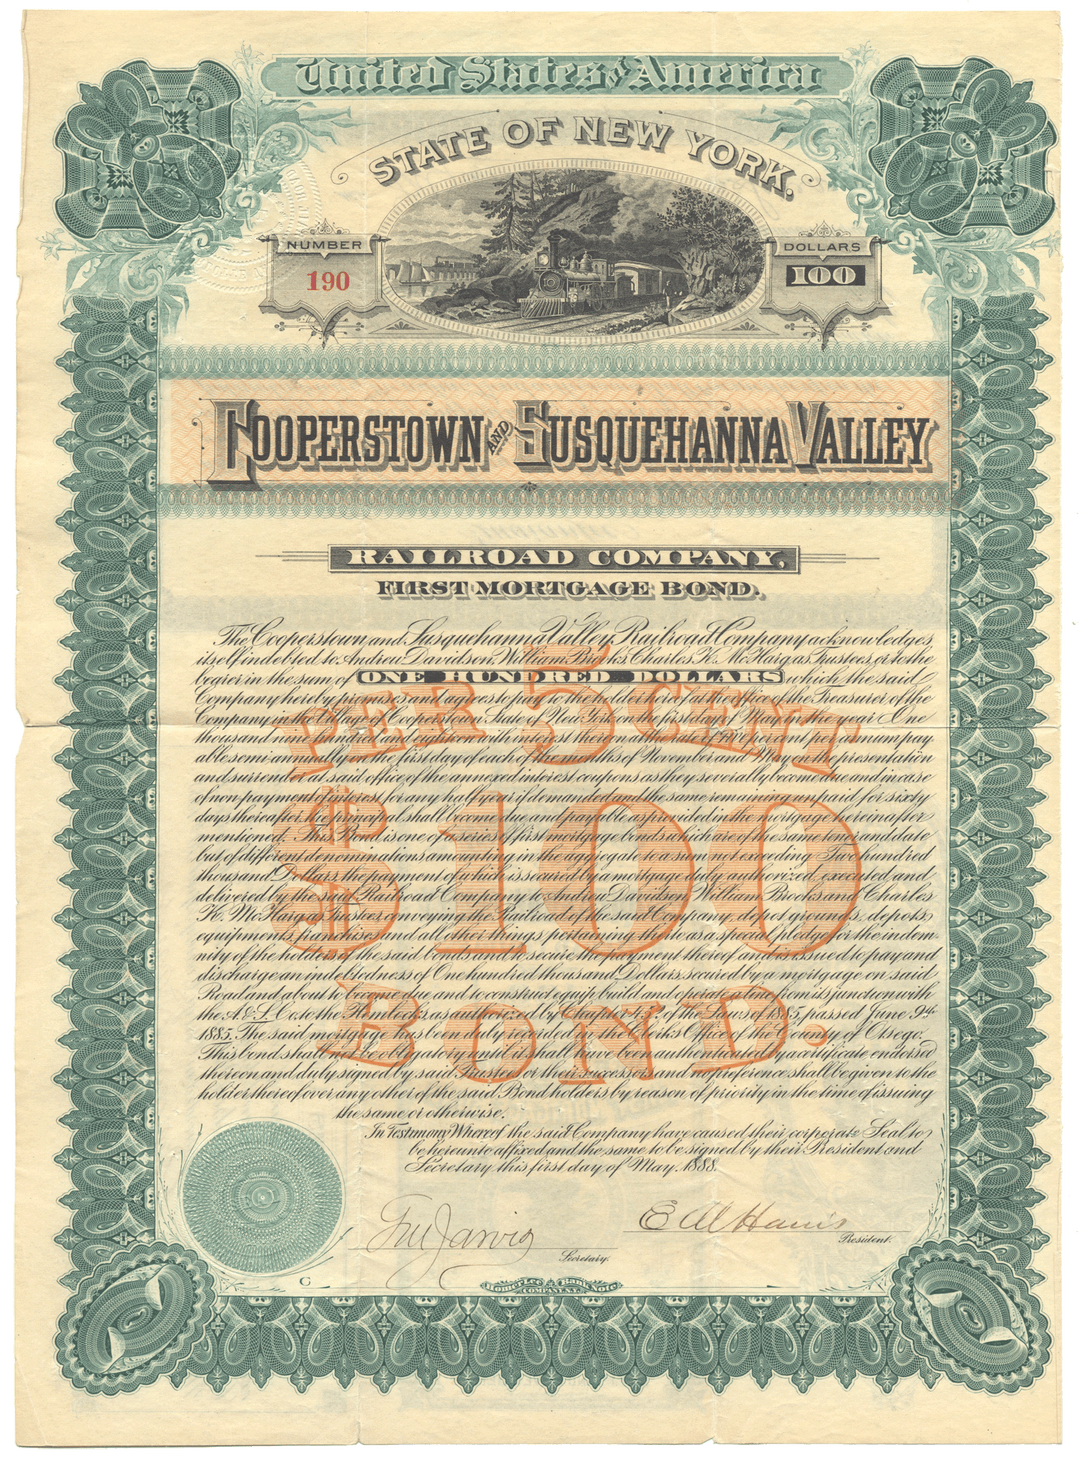 United States of America
STATE OF NEW YORK.
NUMBER
190
DOLLARS
100
COOPERSTOWN AND SUSQUEHANNA VALLEY
RAILROAD COMPANY,
FIRST MORTGAGE BOND.
The Cooperstown and Susquehanna Valley Railroad Company acknowledges
itself indebted to Andrew Davidson, William Brooks, Charles K. McHarg as Trustees, or to the
bearer in the sum of ONE HUNDRED DOLLARS which the said
Company hereby promises and agrees to pay to the holder hereof at the office of the Treasurer of the
Company in the Village of Cooperstown, State of New York on the first day of May in the year One
thousand nine hundred and eighteen with interest thereon at the rate of five per cent per annum pay
able semi-annually on the first day of each of the months of November and May on the presentation
and surrender at said office of the annexed interest coupons as they severally become due and in case
of non payment of interest for any half year if demanded and the same remaining unpaid for sixty
days thereafter the principal shall become due and payable as provided in the mortgage hereinafter
mentioned. This Bond is one of a series of first mortgage bonds which are of the same tenor and date
but of different denominations amounting in the aggregate to a sum not exceeding Two hundred
thousand Dollars the payment of which is secured by a mortgage duly authorized, executed and
delivered by the said Railroad Company to Andrew Davidson, William Brooks and Charles
K. McHarg Trustees conveying the Railroad of the said Company, depot grounds, depots,
equipments, franchises and all other things pertaining thereto as a special pledge for the indem
nity of the holders of the said bonds and to secure the payment thereof and is issued to pay and
discharge an indebtedness of One hundred thousand Dollars secured by a mortgage on said
Road and about to become due and to construct equip, build and operate a line from its junction with
the A & S. Co. to the Hemlocks as authorized by Chapter of the Laws of 1885, passed June 9th
1885. The said mortgage has been duly recorded in the Clerk's Office of the County of Otsego.
This bond shall not be obligatory until it shall have been authenticated by a certificate endorsed
thereon and duly signed by said Trustees or their successors and no preference shall be given to the
holder thereof over any other of the said Bond holders by reason of priority in the time of issuing
the same or otherwise.
PER 5 CENT
$100
BOND.
In Testimony Whereof the said Company have caused their corporate Seal to
be hereunto affixed and the same to be signed by their President and
Secretary this first day of May, 1888.
Jarvis
Secretary.
E M Harris
President.
C
Homer Lee Bank Note
COMPANY, N.Y.